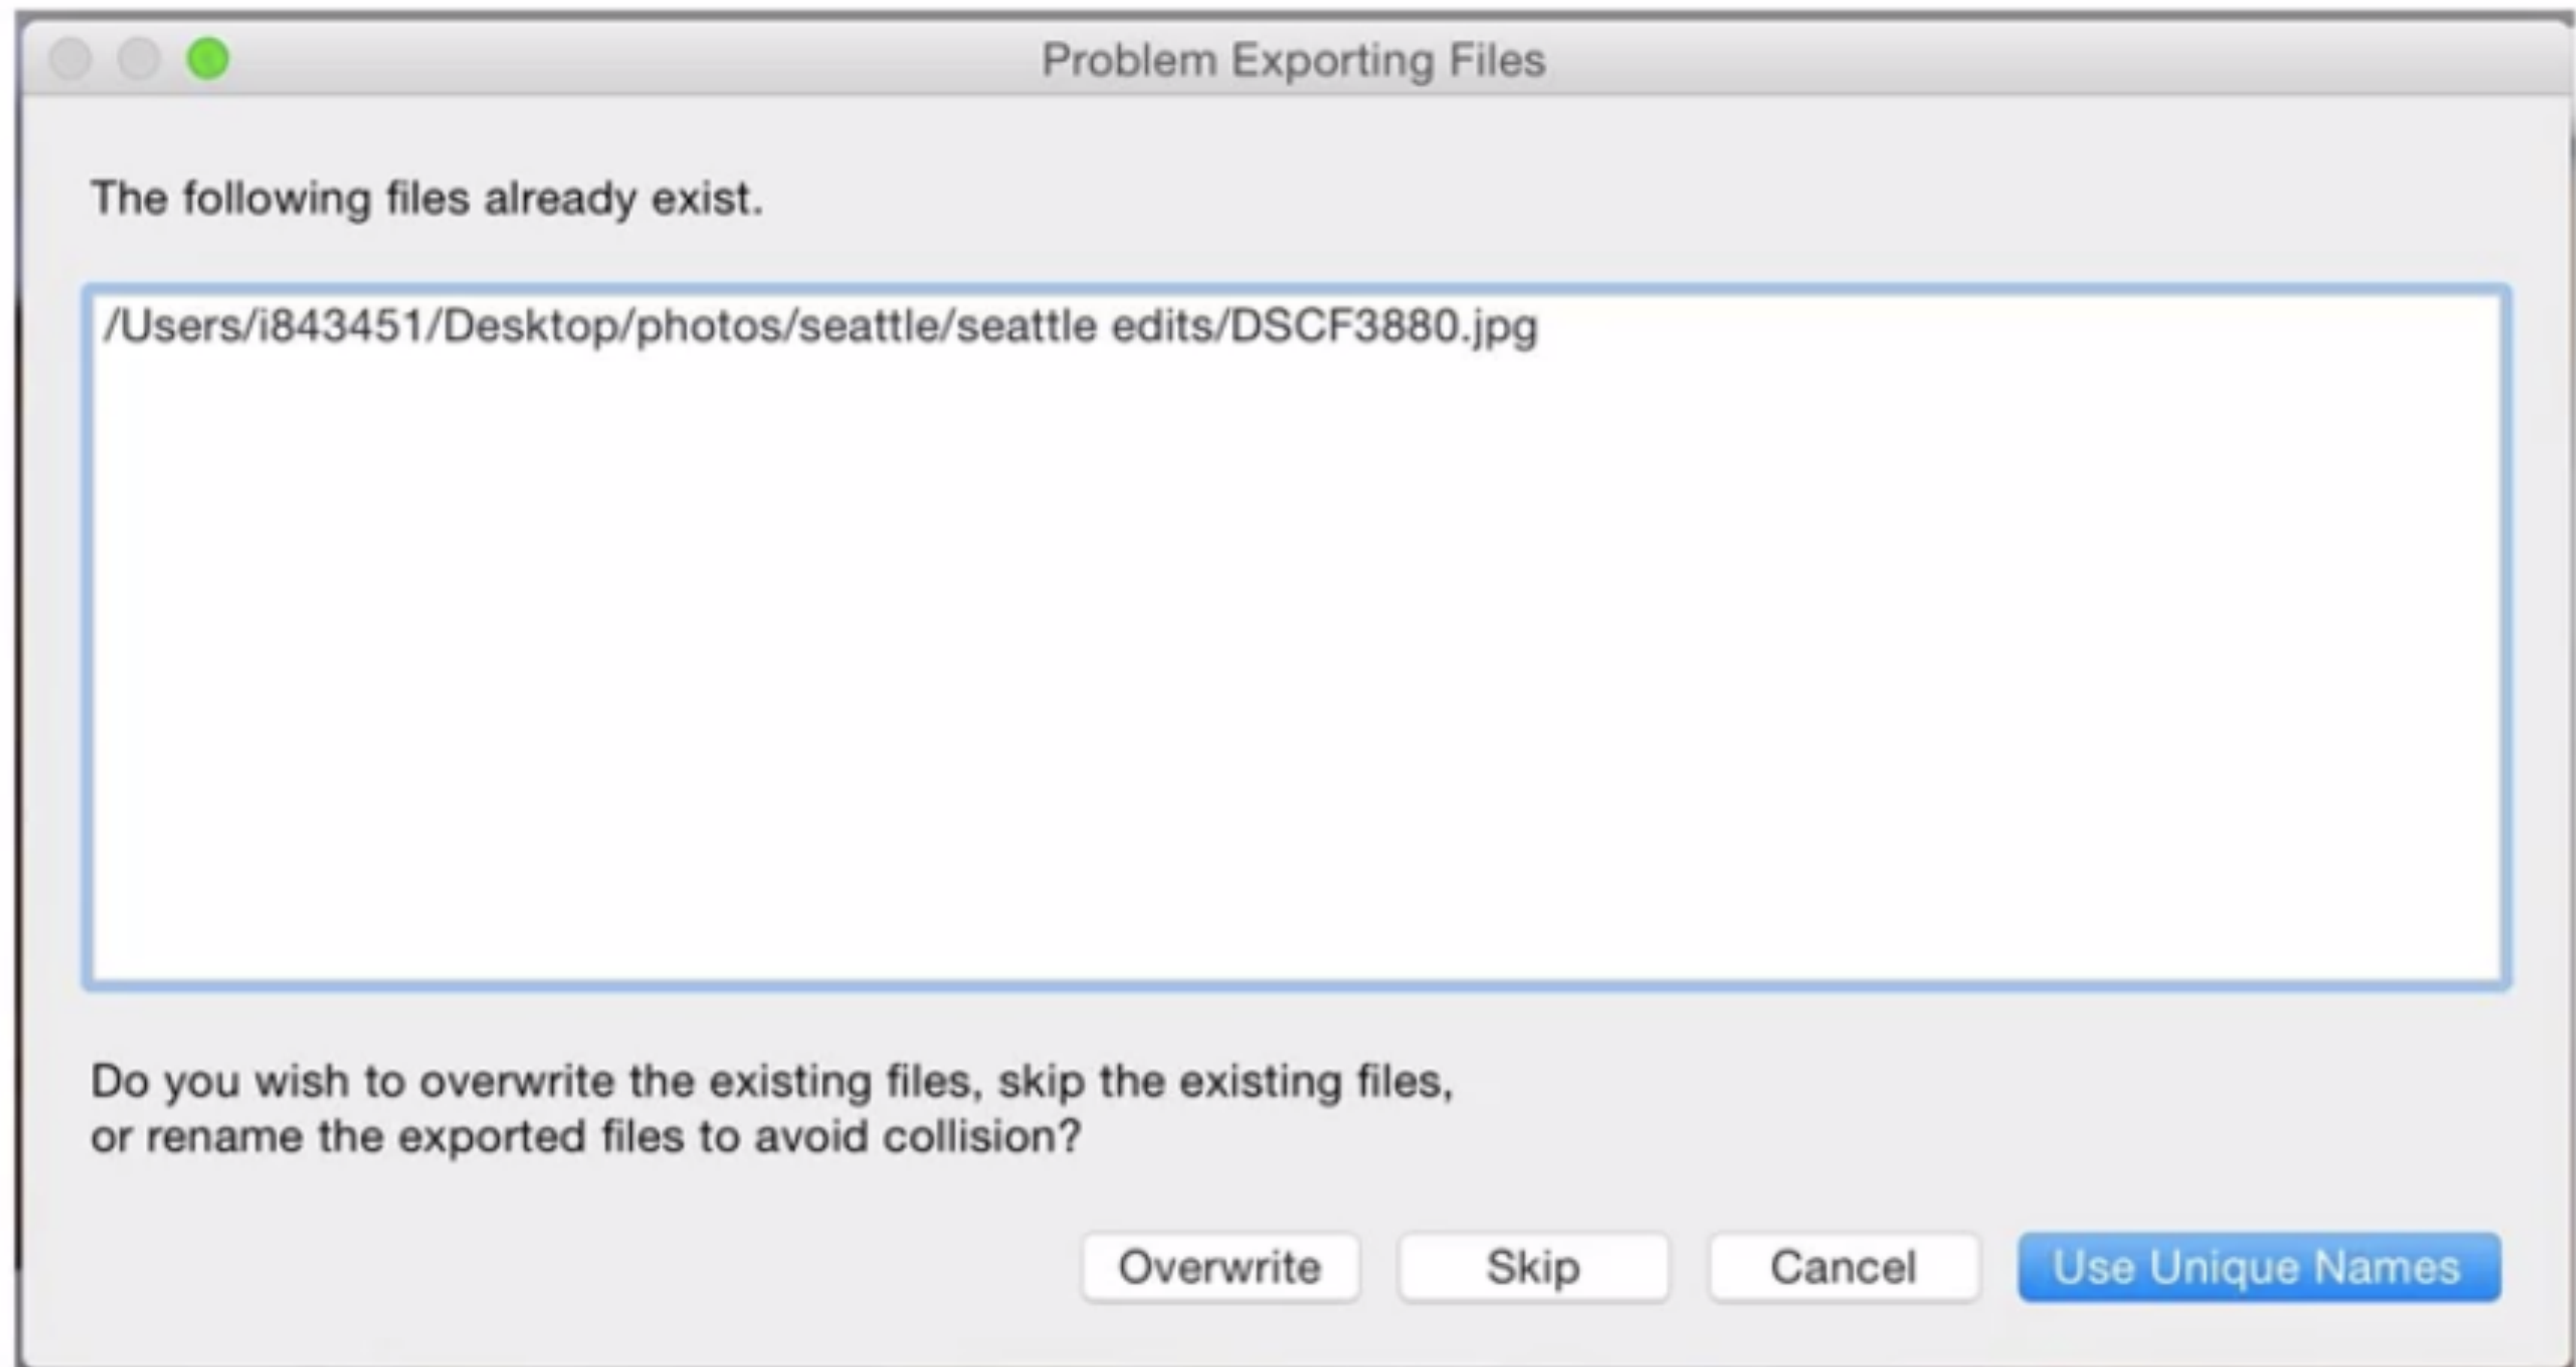 Problem Exporting Files
The following files already exist.
/Users/i843451/Desktop/photos/seattle/seattle edits/DSCF3880.jpg
Do you wish to overwrite the existing files, skip the existing files,
or rename the exported files to avoid collision?
Overwrite Skip Cancel Use Unique Names